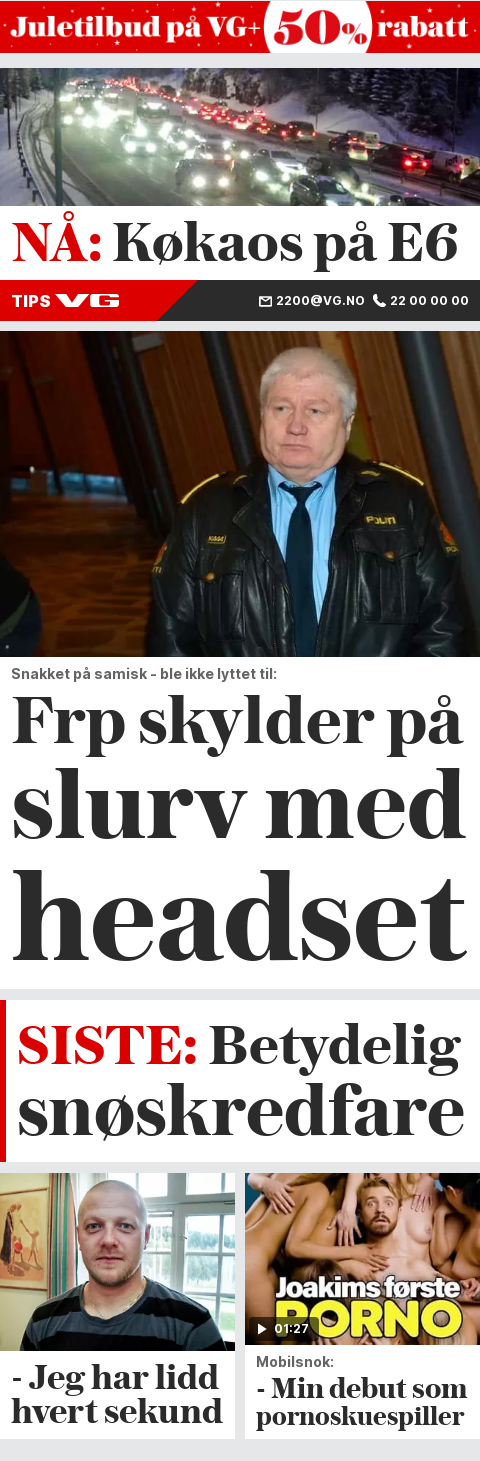 Juletilbud på VG+ 50% rabatt
NÅ: Køkaos på E6
TIPS VG 2200@VG.NO 22 00 00 00
POLITI
Snakket på samisk - ble ikke lyttet til:
Frp skylder på
slurv med
headset
SISTE: Betydelig
snøskredfare
- Jeg har lidd
hvert sekund
Joakims første
PORNO
01:27
Mobilsnok:
- Min debut som
pornoskuespiller